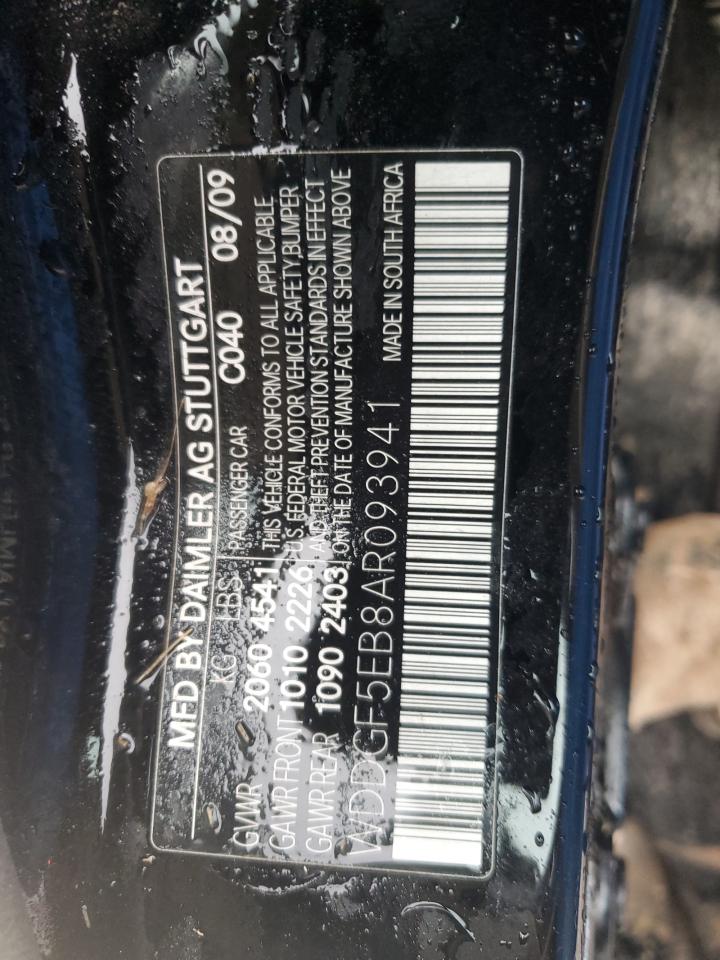 MFD BY DAIMLER AG STUTTGART
KG LBS PASSENGER CAR C040 08/09
GVWR 2060 4541 THIS VEHICLE CONFORMS TO ALL APPLICABLE
GAWR FRONT 1010 2226 U.S. FEDERAL MOTOR VEHICLE SAFETY,BUMPER
GAWR REAR 1090 2403 AND THEFT PREVENTION STANDARDS IN EFFECT
ON THE DATE OF MANUFACTURE SHOWN ABOVE
WDDGF5EB8AR093941 MADE IN SOUTH AFRICA